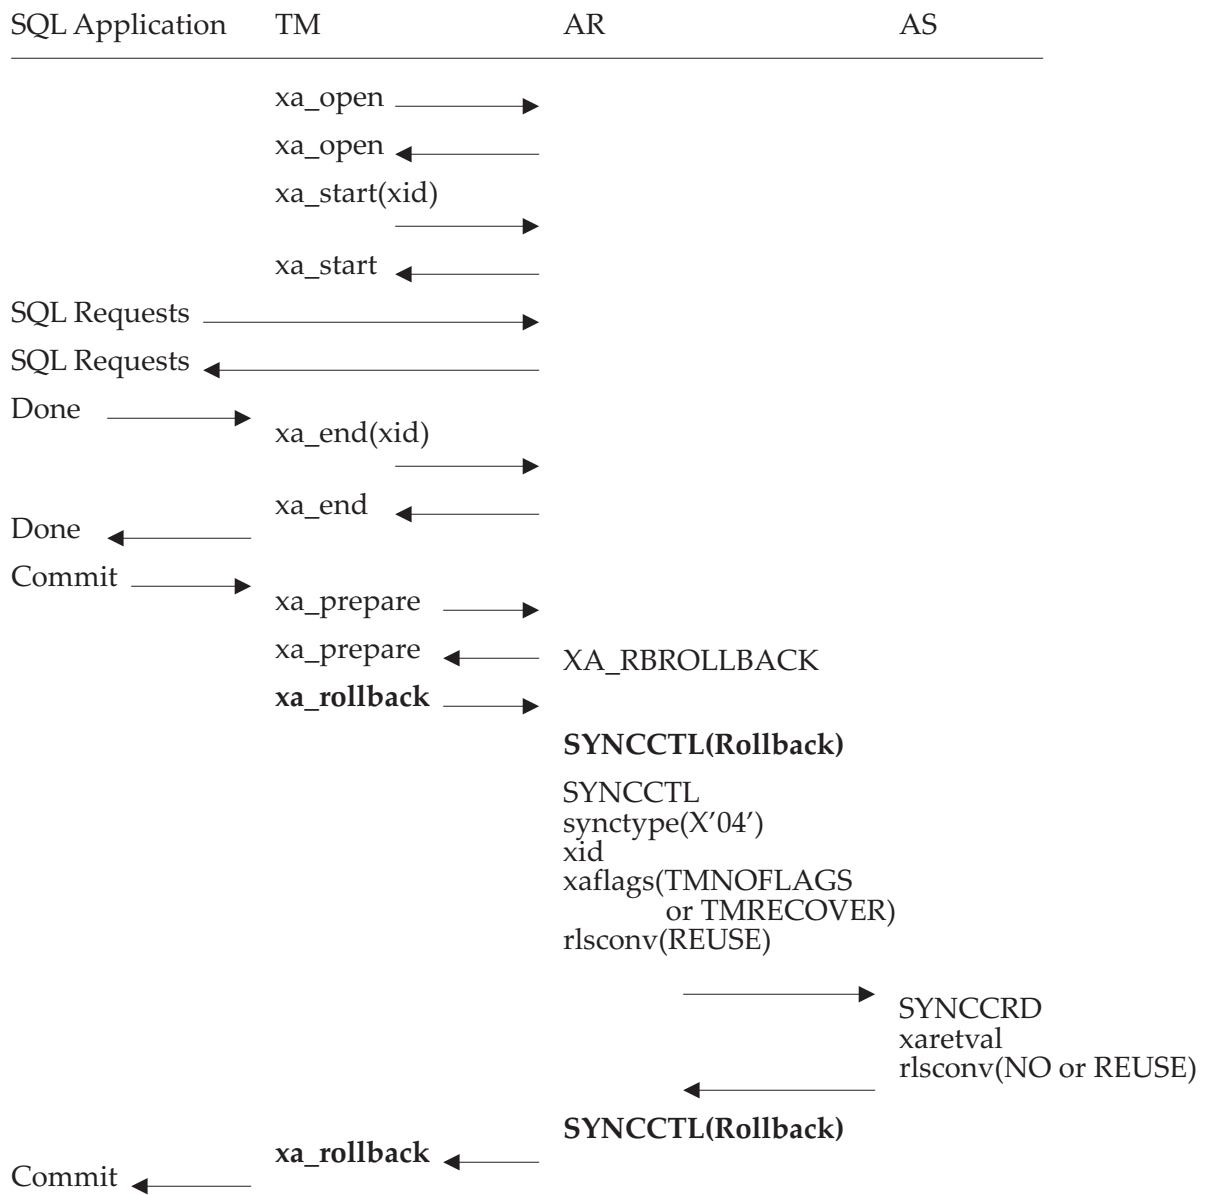 SQL Application TM AR AS
xa_open
xa_open
xa_start(xid)
xa_start
SQL Requests
SQL Requests
Done
xa_end(xid)
xa_end
Done
Commit
xa_prepare
xa_prepare XA_RBROLLBACK
xa_rollback
SYNCCTL(Rollback)
SYNCCTL
synctype(X’04’)
xid
xaflags(TMNOFLAGS
or TMRECOVER)
rlsconv(REUSE)
SYNCCRD
xaretval
rlsconv(NO or REUSE)
SYNCCTL(Rollback)
xa_rollback
Commit